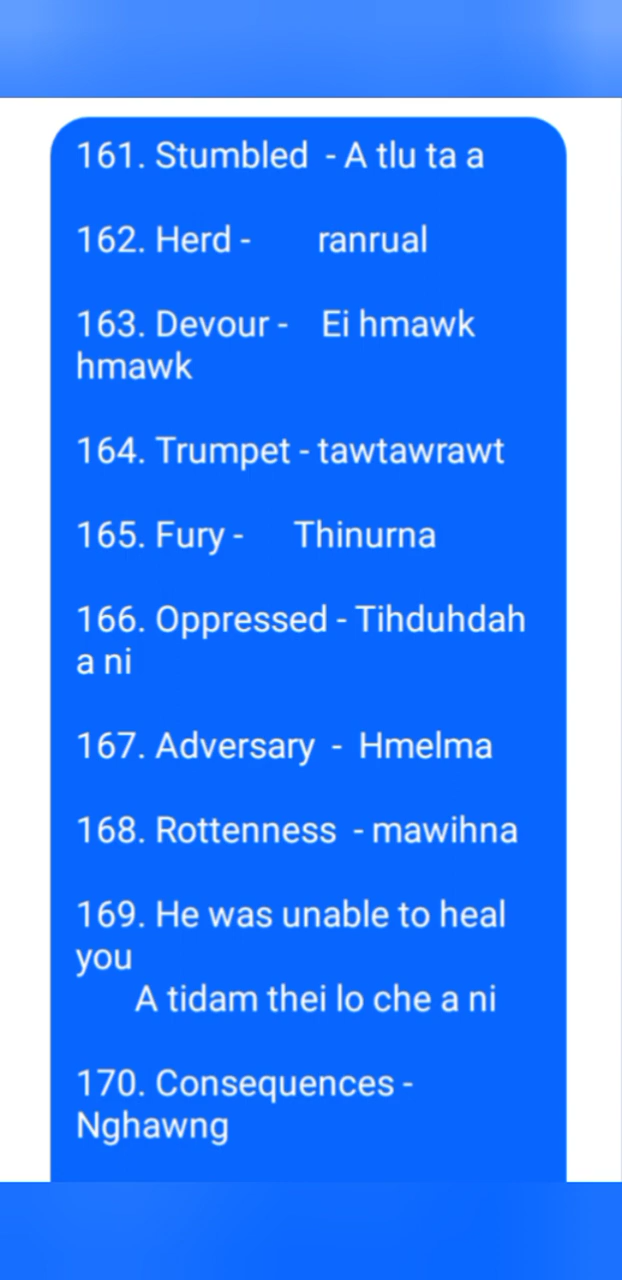 161. Stumbled - A tlu ta a
162. Herd - ranrual
163. Devour - Ei hmawk
hmawk
164. Trumpet - tawtawrawt
165. Fury - Thinurna
166. Oppressed - Tihduhdah
a ni
167. Adversary - Hmelma
168. Rottenness - mawihna
169. He was unable to heal
you
A tidam thei lo che a ni
170. Consequences -
Nghawng